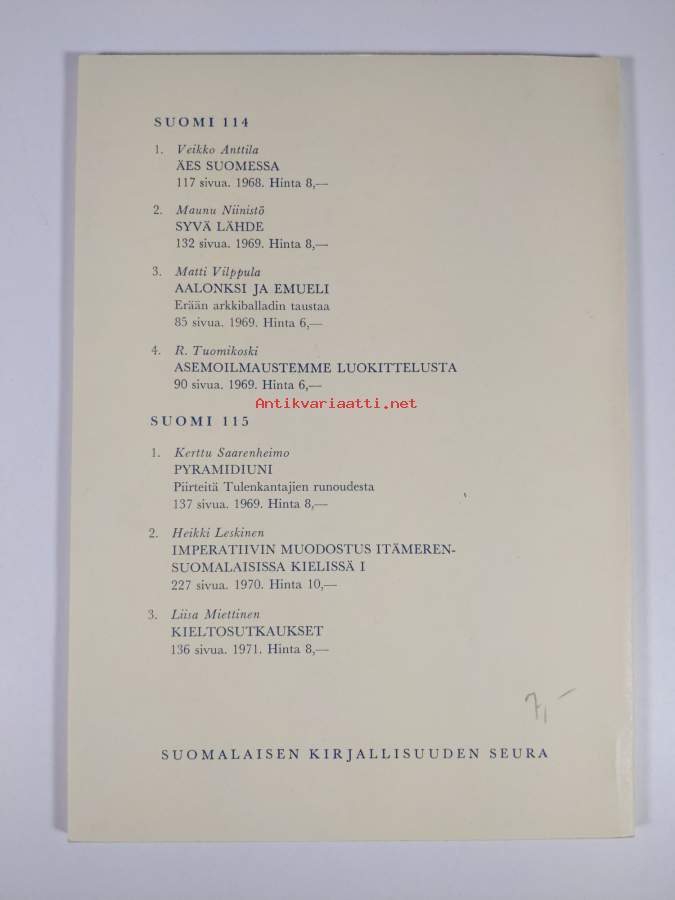 SUOMI 114
1. Veikko Anttila
ÄES SUOMESSA
117 sivua. 1968. Hinta 8,—
2. Maunu Niinistö
SYVÄ LÄHDE
132 sivua. 1969. Hinta 8,—
3. Matti Vilppula
AALONKSI JA EMUELI
Erään arkkiballadin taustaa
85 sivua. 1969. Hinta 6,—
4. R. Tuomikoski
ASEMOILMAUSTEMME LUOKITTELUSTA
90 sivua. 1969. Hinta 6,—
Antikvariaatti.net
SUOMI 115
1. Kerttu Saarenheimo
PYRAMIDIUNI
Piirteitä Tulenkantajien runoudesta
137 sivua. 1969. Hinta 8,—
2. Heikki Leskinen
IMPERATIIVIN MUODOSTUS ITÄMEREN-
SUOMALAISISSA KIELISSÄ I
227 sivua. 1970. Hinta 10,—
3. Liisa Miettinen
KIELTOSUTKAUKSET
136 sivua. 1971. Hinta 8,—
7,—
SUOMALAISEN KIRJALLISUUDEN SEURA